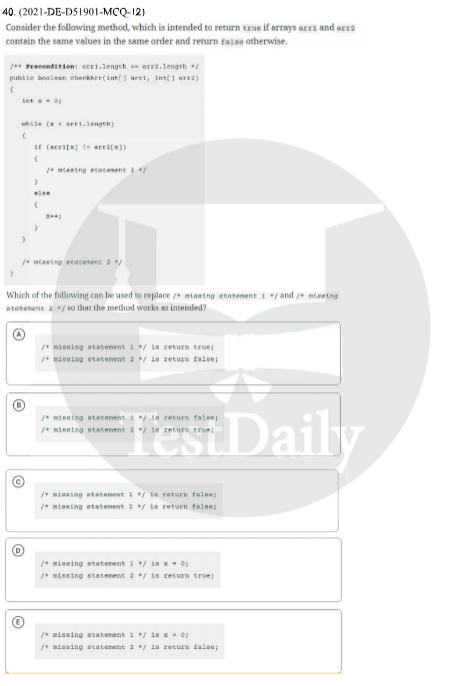 40. (2021-DE-D51901-MCQ-12)
Consider the following method, which is intended to return true if arrays arr1 and arr2
contain the same values in the same order and return false otherwise.
/** Precondition: arr1.length == arr2.length */
public boolean checkArr(int[] arr1, int[] arr2)
{
int x = 0;
while (x < arr1.length)
{
if (arr1[x] != arr2[x])
{
/* missing statement 1 */
}
else
{
x++;
}
}
/* missing statement 2 */
}
Which of the following can be used to replace /* missing statement 1 */ and /* missing
statement 2 */ so that the method works as intended?
A
/* missing statement 1 */ is return true;
/* missing statement 2 */ is return false;
B
/* missing statement 1 */ is return false;
/* missing statement 2 */ is return true;
TestDaily
C
/* missing statement 1 */ is return false;
/* missing statement 2 */ is return false;
D
/* missing statement 1 */ is x = 0;
/* missing statement 2 */ is return true;
E
/* missing statement 1 */ is x = 0;
/* missing statement 2 */ is return false;